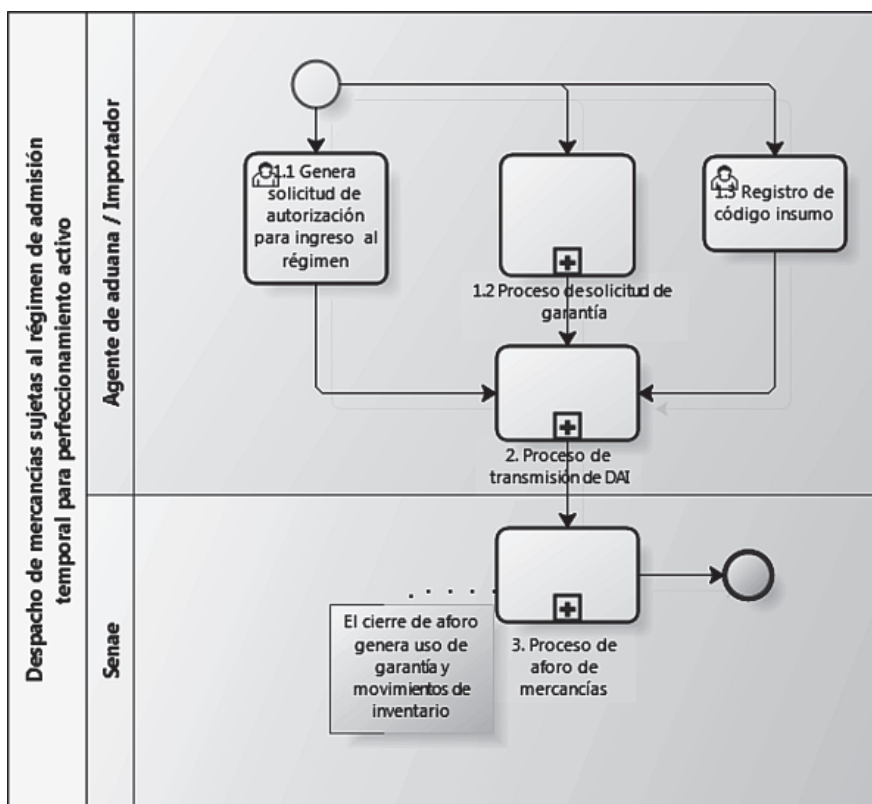 Despacho de mercancías sujetas al régimen de admisión
temporal para perfeccionamiento activo
Agente de aduana / Importador
1.1 Genera
solicitud de
autorización
para ingreso al
régimen
1.2 Proceso de solicitud de
garantía
1.3 Registro de
código insumo
2. Proceso de
transmisión de DAI
Senae
El cierre de aforo
genera uso de
garantía y
movimientos de
inventario
3. Proceso de
aforo de
mercancías